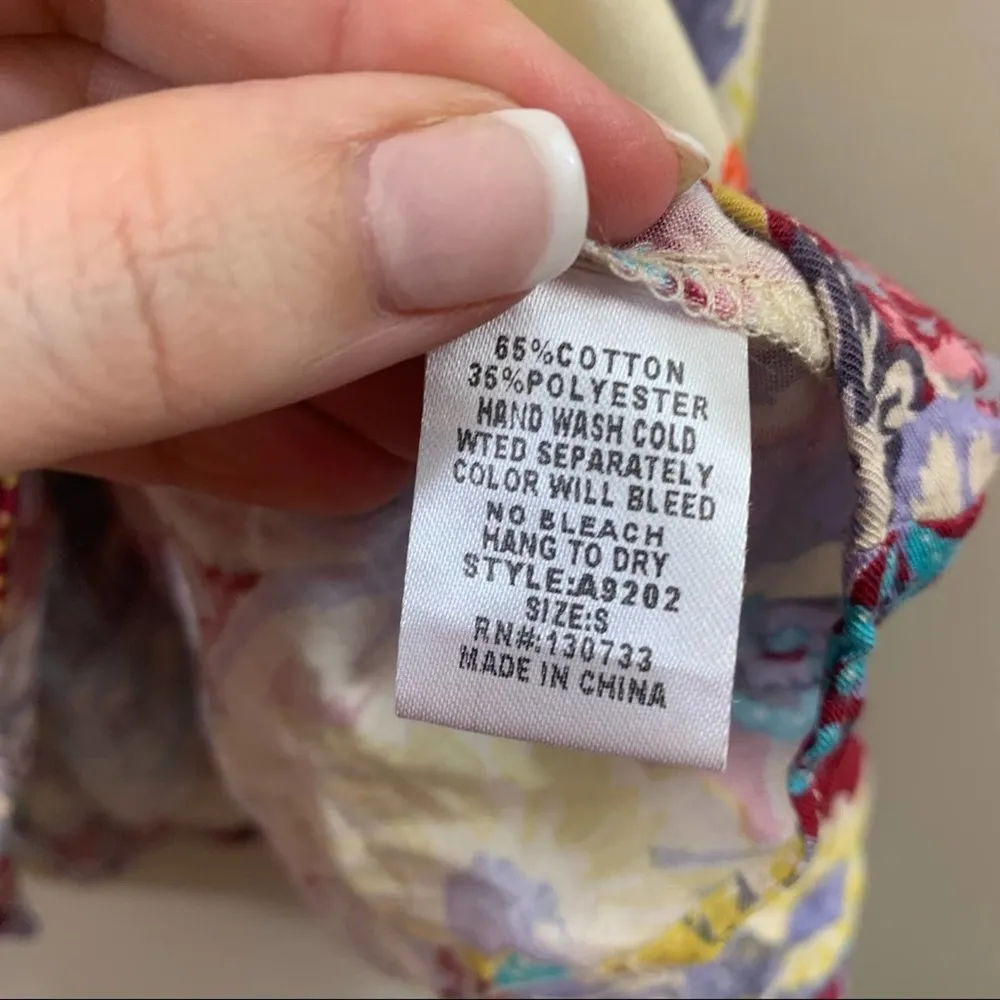 65%COTTON
35%POLYESTER
HAND WASH COLD
WTED SEPARATELY
COLOR WILL BLEED
NO BLEACH
HANG TO DRY
STYLE:A9202
SIZE:S
RN#:130733
MADE IN CHINA